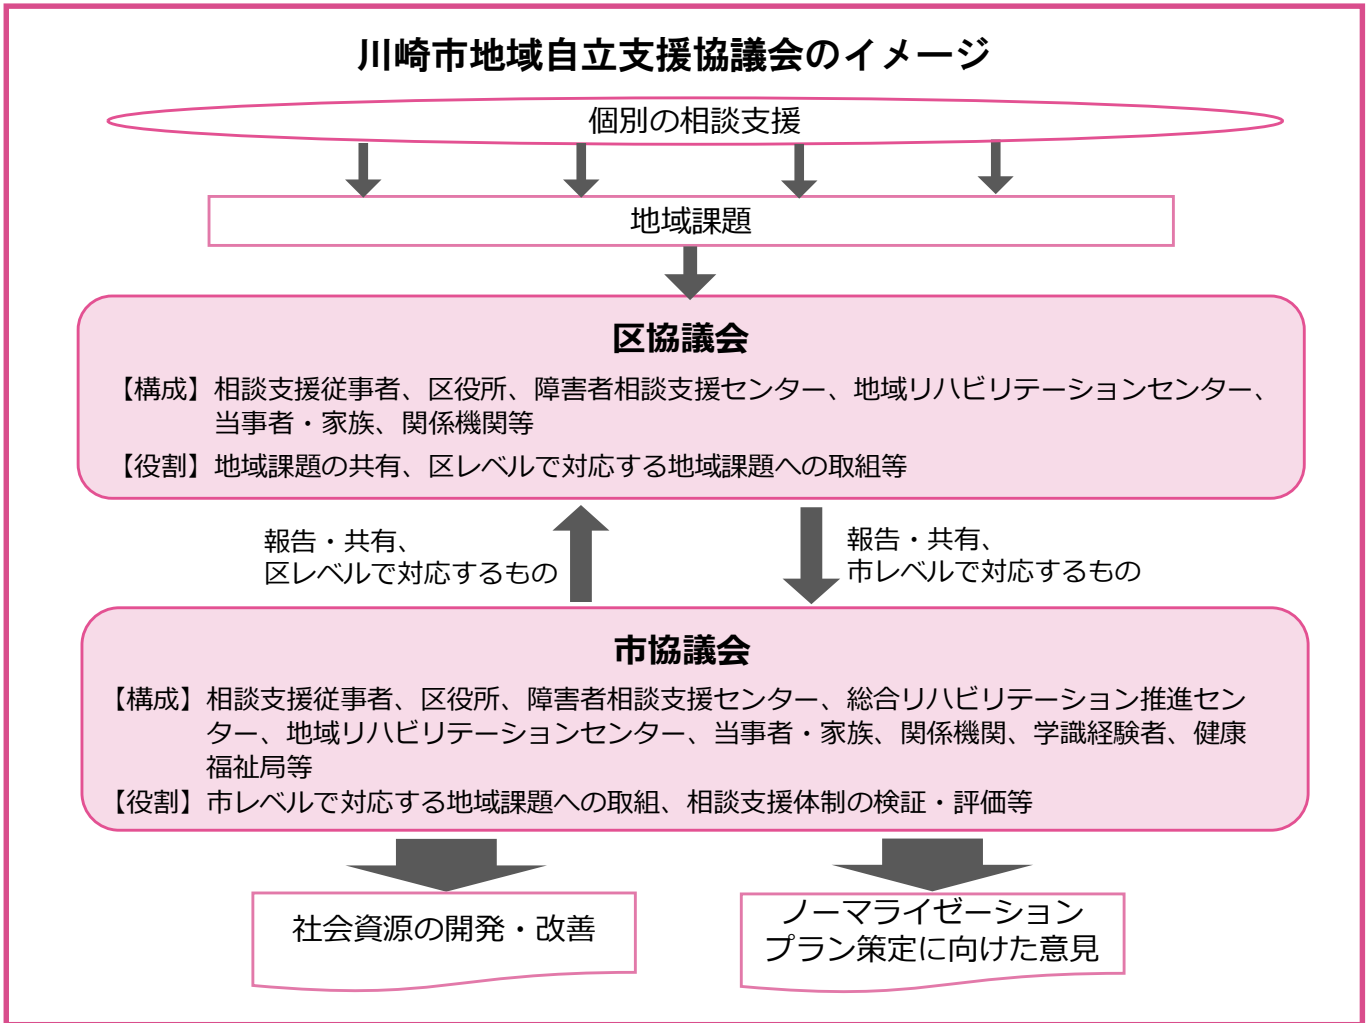 川崎市地域自立支援協議会のイメージ
個別の相談支援
地域課題
区協議会
【構成】相談支援従事者、区役所、障害者相談支援センター、地域リハビリテーションセンター、
当事者・家族、関係機関等
【役割】地域課題の共有、区レベルで対応する地域課題への取組等
報告・共有、
区レベルで対応するもの
報告・共有、
市レベルで対応するもの
市協議会
【構成】相談支援従事者、区役所、障害者相談支援センター、総合リハビリテーション推進セン
ター、地域リハビリテーションセンター、当事者・家族、関係機関、学識経験者、健康
福祉局等
【役割】市レベルで対応する地域課題への取組、相談支援体制の検証・評価等
社会資源の開発・改善
ノーマライゼーション
プラン策定に向けた意見